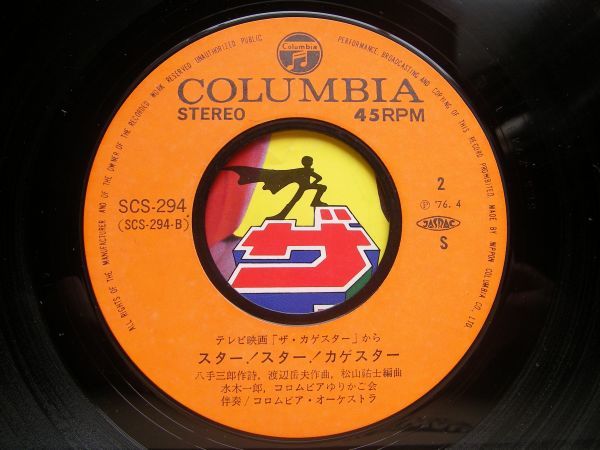 Columbia
COLUMBIA
STEREO 45RPM
SCS-294
(SCS-294-B)
2
Ⓟ '76.4
JASRAC
S
ザ
テレビ映画「ザ・カゲスター」から
スター!スター!カゲスター
八手三郎作詩, 渡辺岳夫作曲, 松山祐士編曲
水木一郎, コロムビアゆりかご会
伴奏/コロムビア・オーケストラ
ALL RIGHTS OF THE MANUFACTURER AND OF THE OWNER OF THE RECORDED WORK RESERVED UNAUTHORIZED PUBLIC PERFORMANCE BROADCASTING AND COPYING OF THIS RECORD PROHIBITED MADE BY NIPPON COLUMBIA CO., LTD.